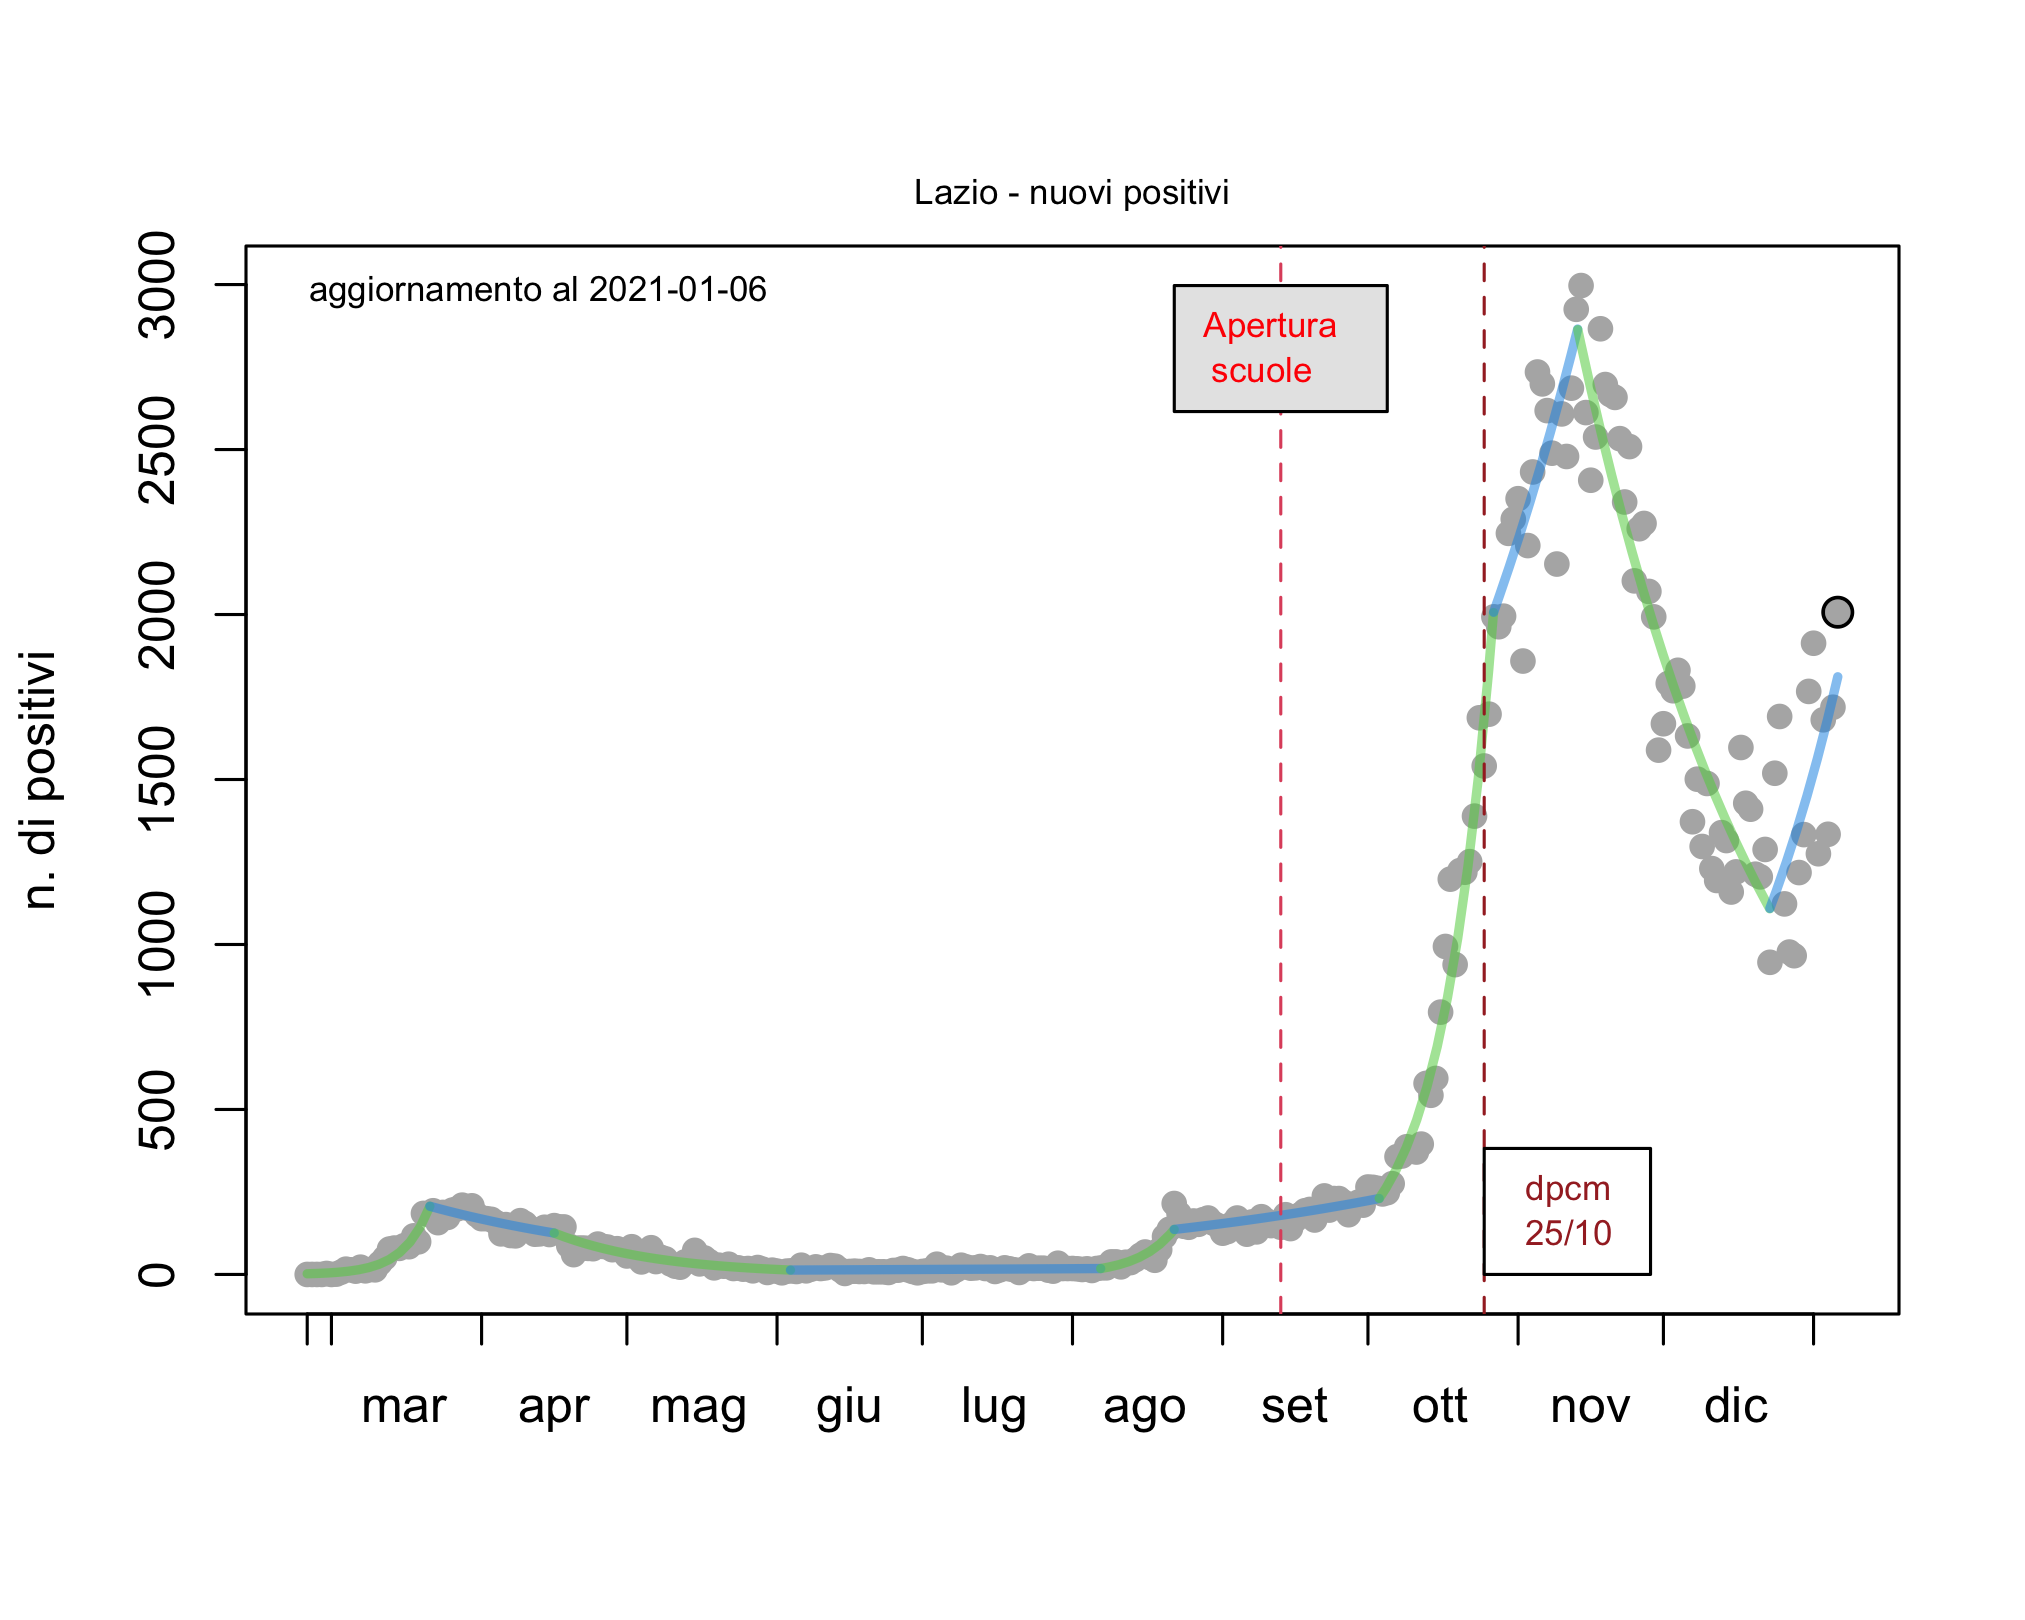 Lazio - nuovi positivi
aggiornamento al 2021-01-06
Apertura
scuole
dpcm
25/10
n. di positivi
3000
2500
2000
1500
1000
500
0
mar apr mag giu lug ago set ott nov dic